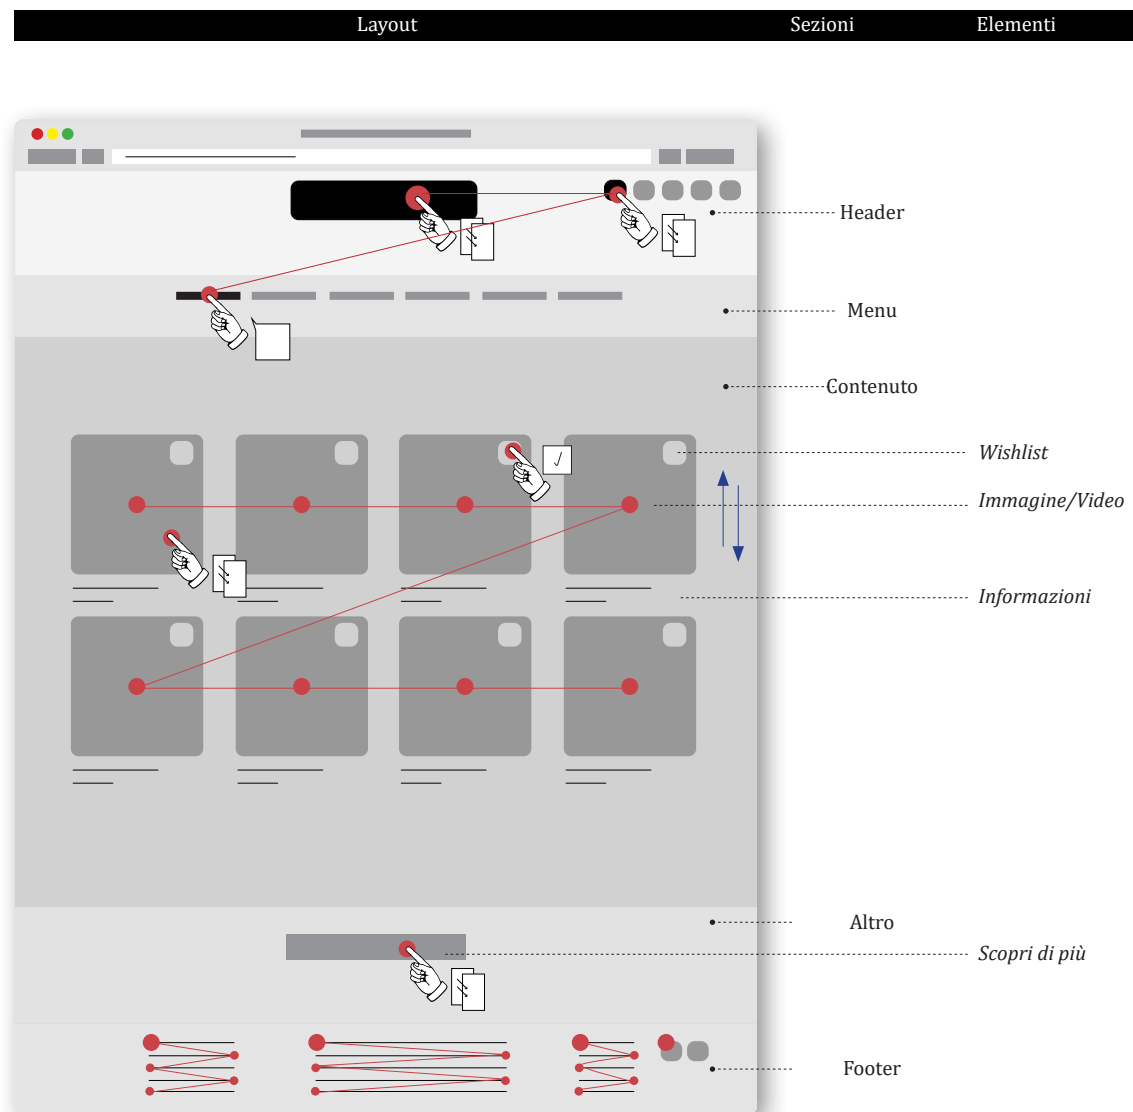 Layout Sezioni Elementi
Header
Menu
Contenuto
Wishlist
Immagine/Video
Informazioni
Altro
Scopri di più
Footer